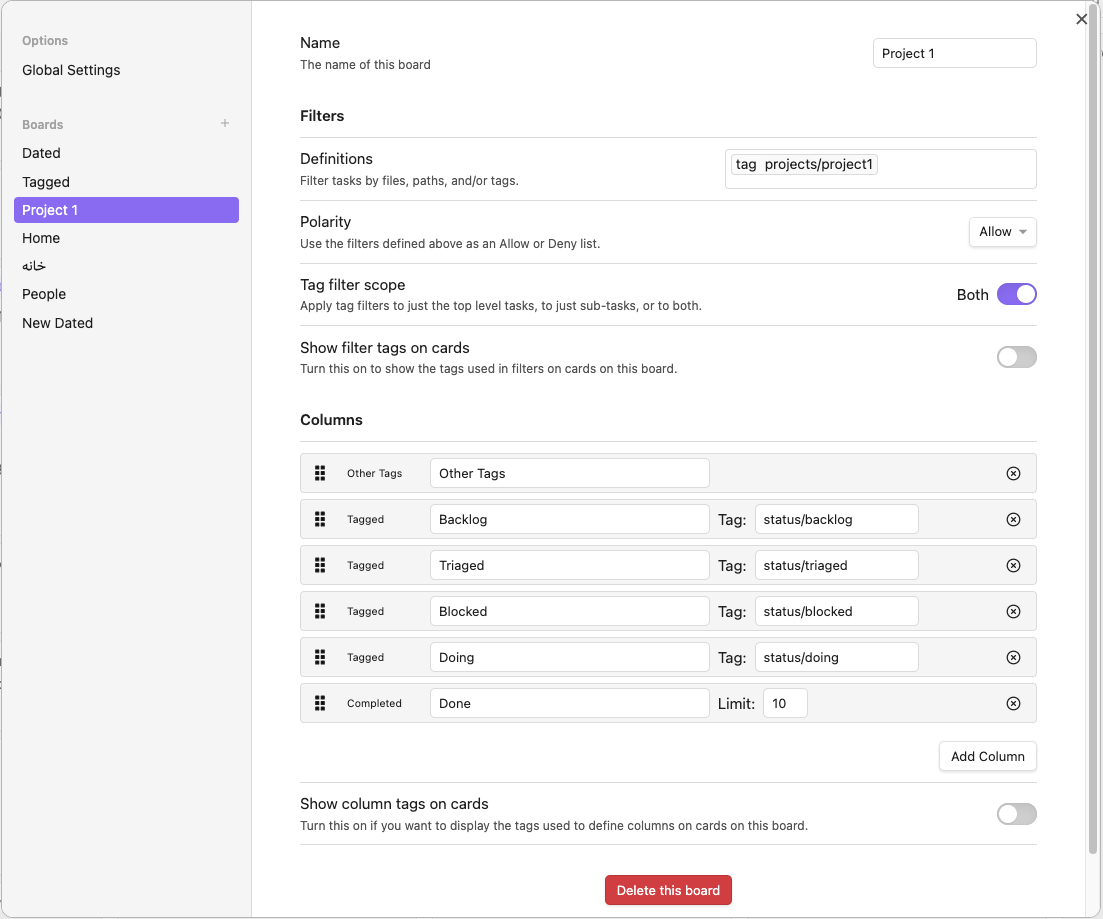 Options
Global Settings
Boards
Dated
Tagged
Project 1
Home
خانه
People
New Dated
Name
The name of this board
Project 1
Filters
Definitions
Filter tasks by files, paths, and/or tags.
tag projects/project1
Polarity
Use the filters defined above as an Allow or Deny list.
Allow
Tag filter scope
Apply tag filters to just the top level tasks, to just sub-tasks, or to both.
Both
Show filter tags on cards
Turn this on to show the tags used in filters on cards on this board.
Columns
Other Tags Other Tags
Tagged Backlog Tag: status/backlog
Tagged Triaged Tag: status/triaged
Tagged Blocked Tag: status/blocked
Tagged Doing Tag: status/doing
Completed Done Limit: 10
Add Column
Show column tags on cards
Turn this on if you want to display the tags used to define columns on cards on this board.
Delete this board